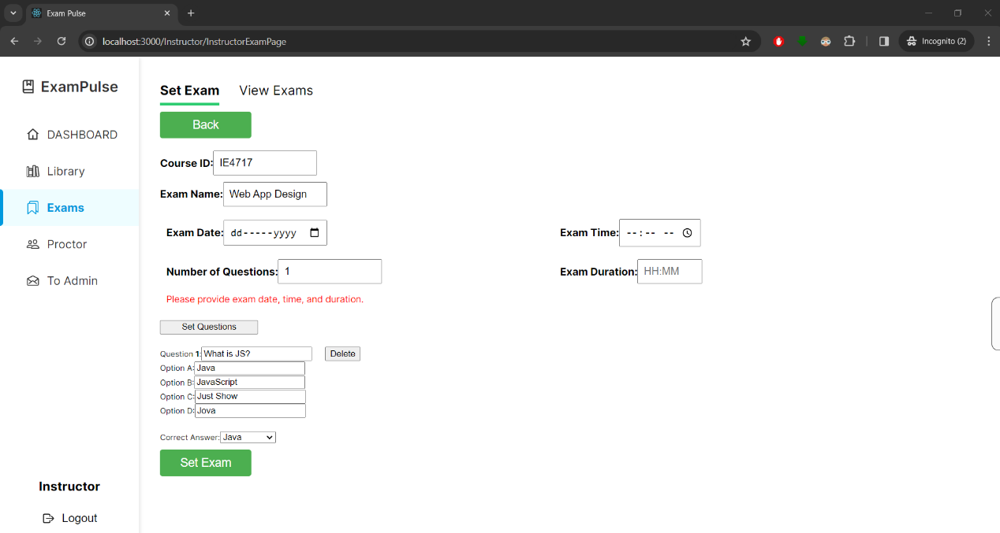 Exam Pulse
localhost:3000/Instructor/InstructorExamPage
Incognito (2)
ExamPulse
DASHBOARD
Library
Exams
Proctor
To Admin
Instructor
Logout
Set Exam View Exams
Back
Course ID: IE4717
Exam Name: Web App Design
Exam Date: dd-----yyyy Exam Time: --:-- --
Number of Questions: 1 Exam Duration: HH:MM
Please provide exam date, time, and duration.
Set Questions
Question 1: What is JS? Delete
Option A: Java
Option B: JavaScript
Option C: Just Show
Option D: Jova
Correct Answer: Java
Set Exam